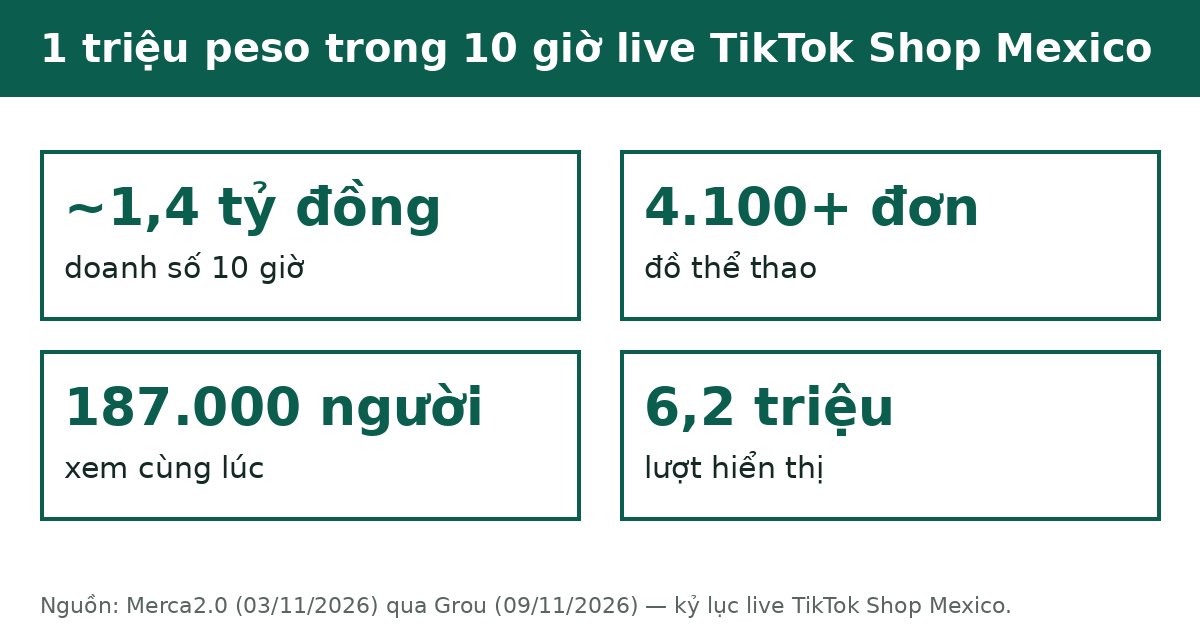 1 triệu peso trong 10 giờ live TikTok Shop Mexico
~1,4 tỷ đồng
doanh số 10 giờ
4.100+ đơn
đồ thể thao
187.000 người
xem cùng lúc
6,2 triệu
lượt hiển thị
Nguồn: Merca2.0 (03/11/2026) qua Grou (09/11/2026) — kỷ lục live TikTok Shop Mexico.